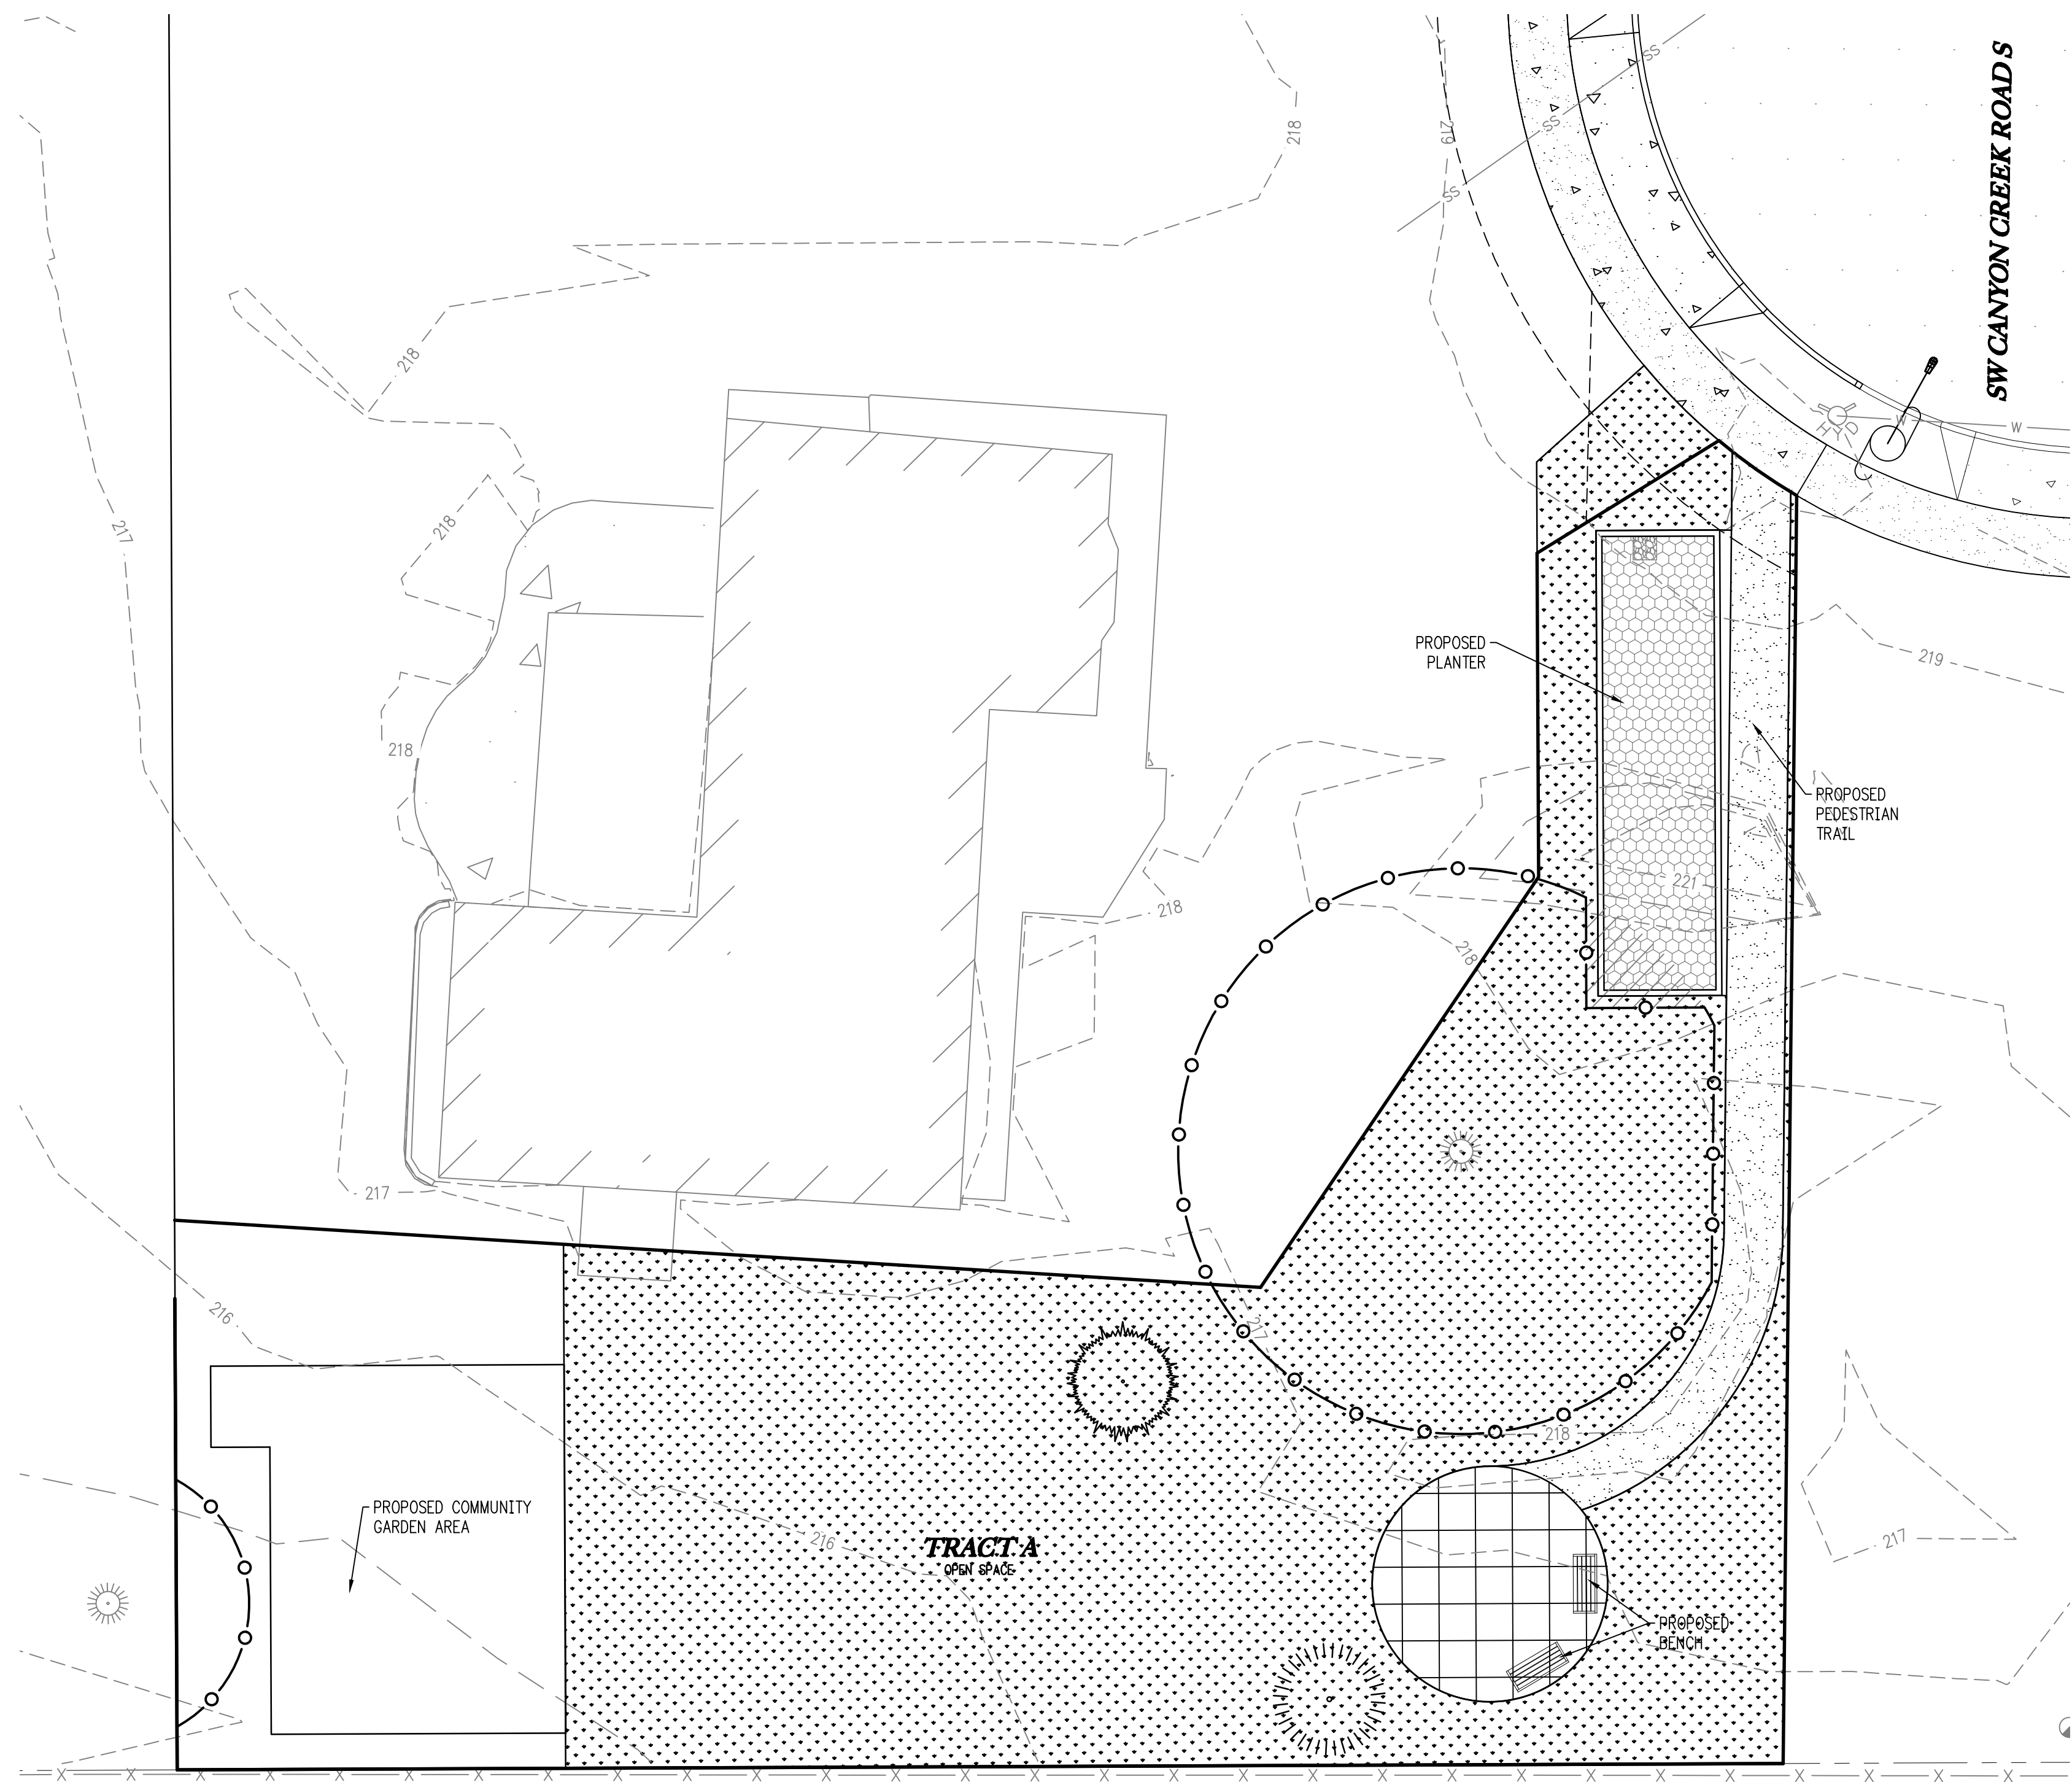 SS
SW CANYON CREEK ROAD S
219
218
SS
SS
218
HYD
W
W
218
217
PROPOSED
PLANTER
219
218
PROPOSED
PEDESTRIAN
TRAIL
221
218
218
217
216
217
218
PROPOSED COMMUNITY
GARDEN AREA
216
TRACT A
OPEN SPACE
217
PROPOSED
BENCH
X X X X X X X X X X X X X X X X X X X X X X X X X X X X X